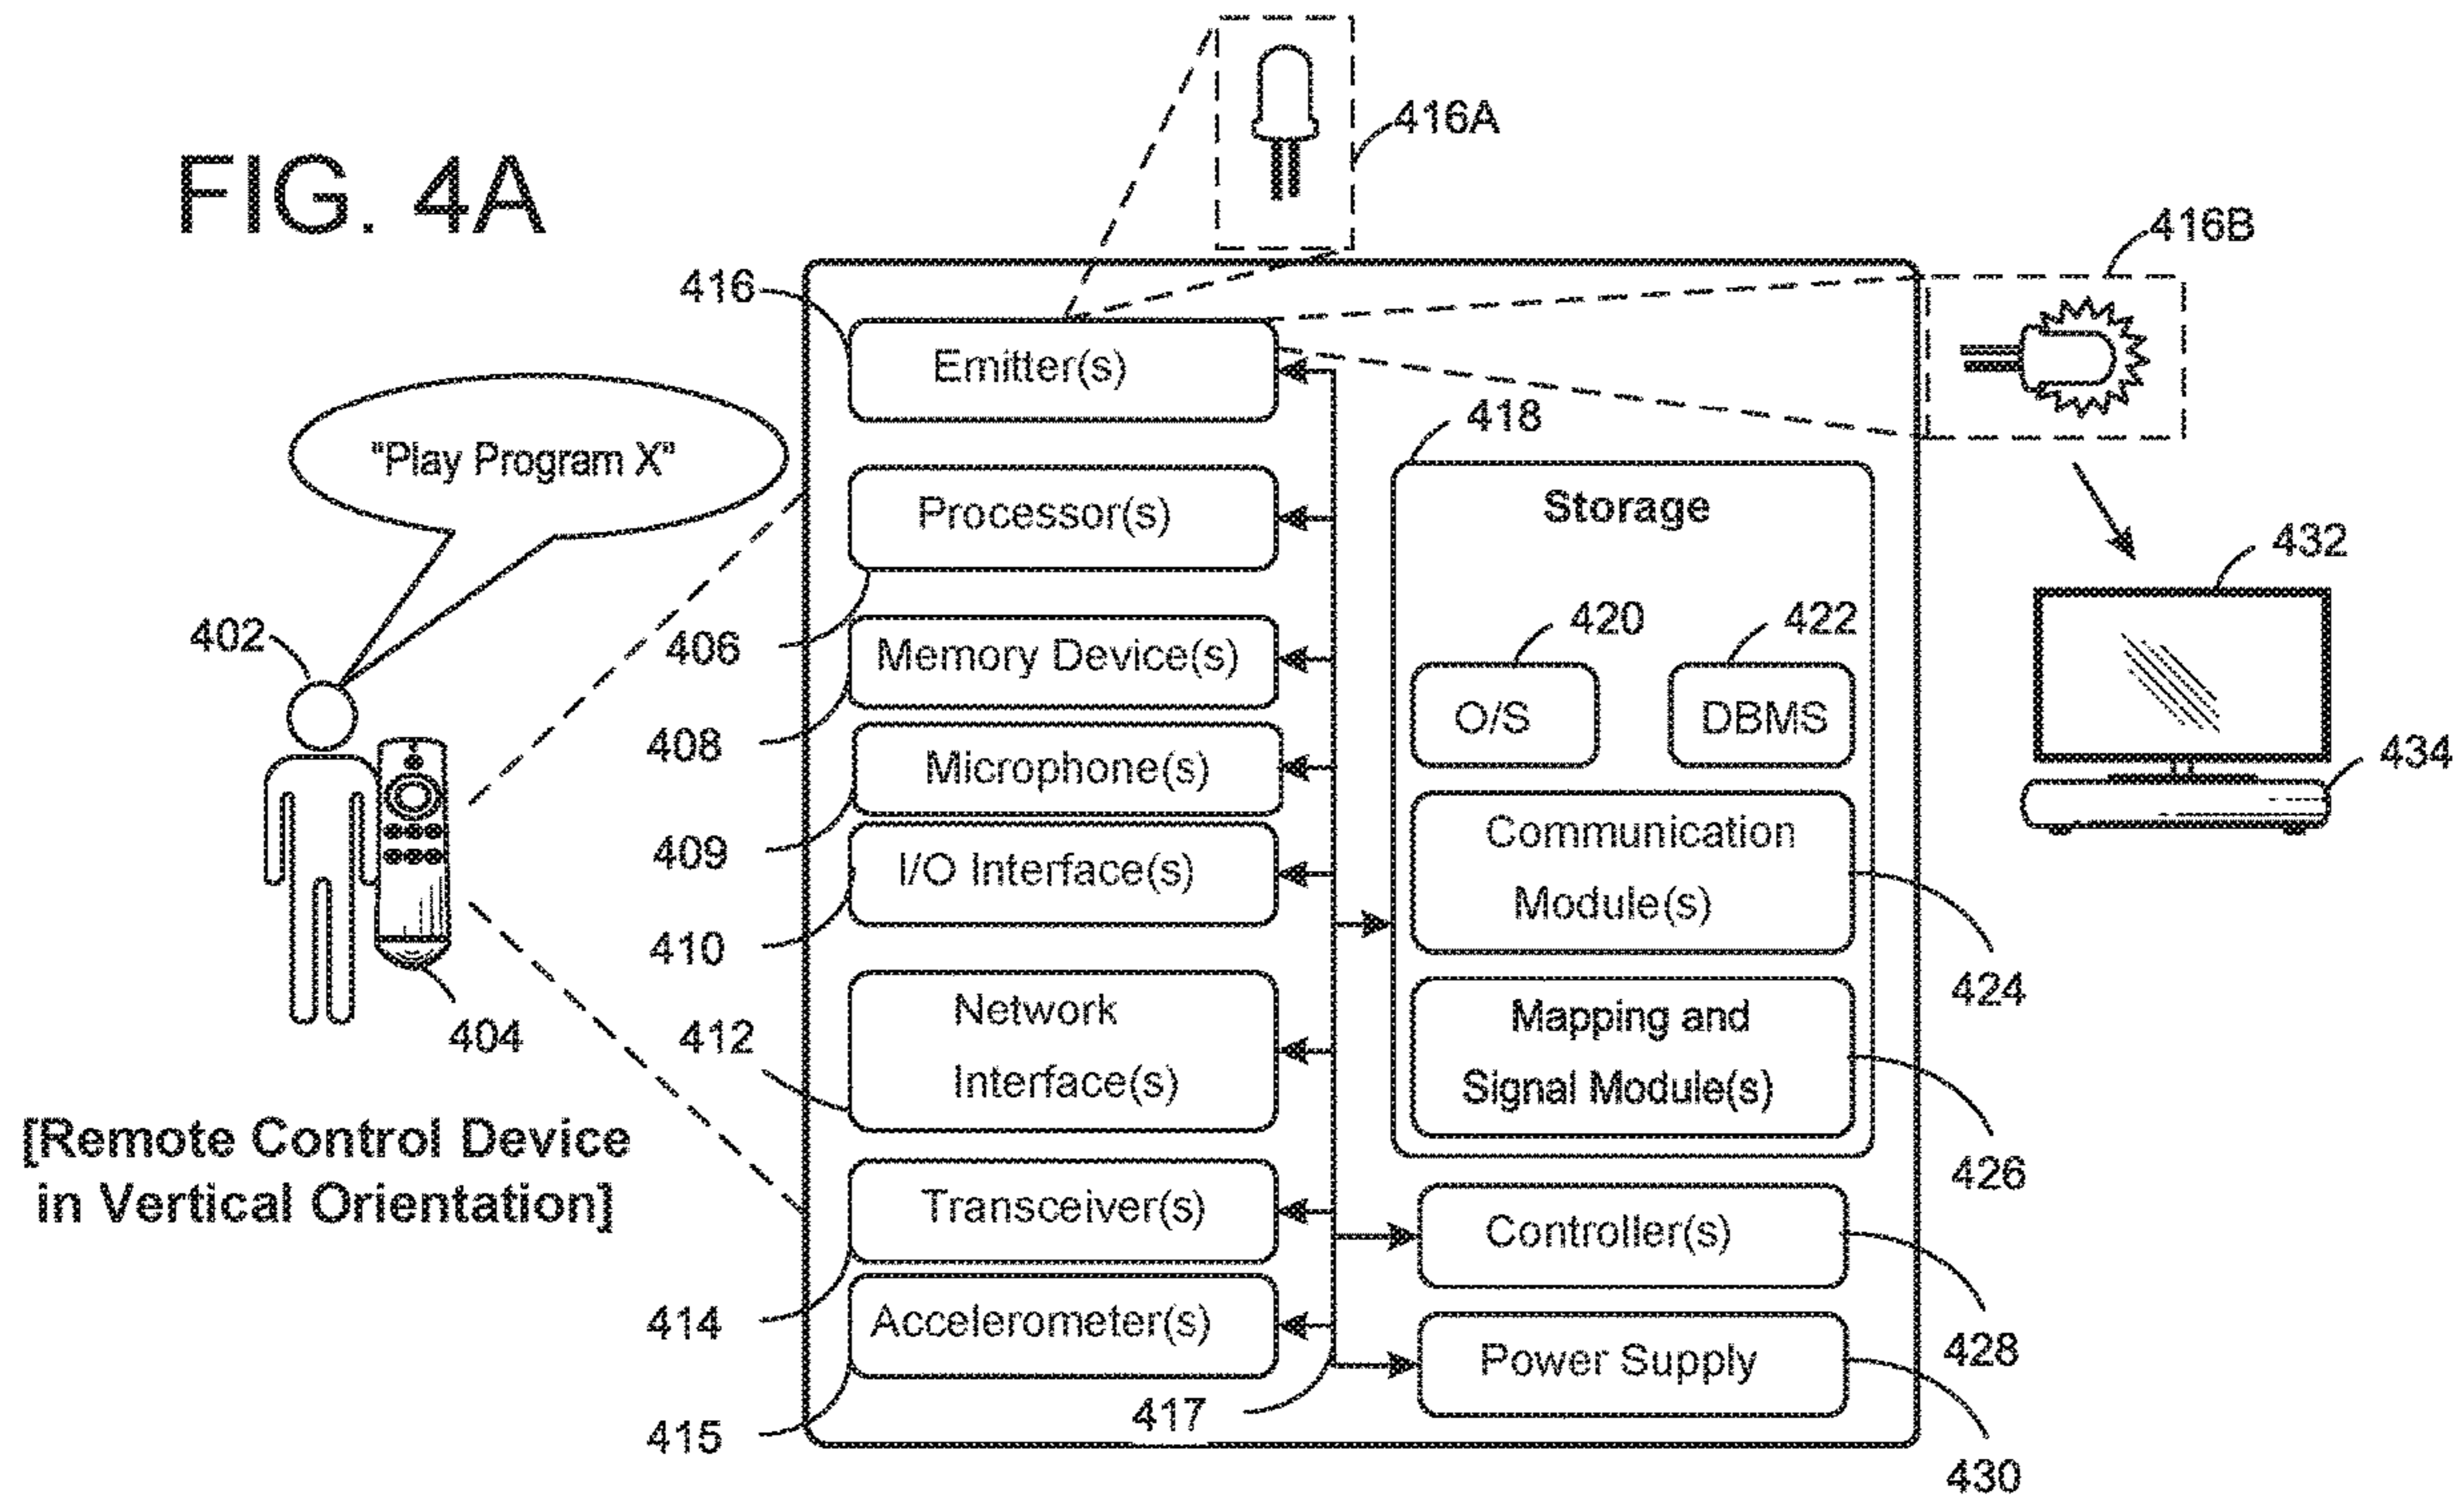 FIG. 4A
416A
416B
416
Emitter(s)
"Play Program X"
418
Storage
Processor(s)
432
402
406
420
422
Memory Device(s)
O/S
DBMS
408
Microphone(s)
434
409
Communication
Module(s)
I/O Interface(s)
410
424
404
412
Network
Interface(s)
Mapping and
Signal Module(s)
[Remote Control Device
in Vertical Orientation]
426
Transceiver(s)
Controller(s)
414
Accelerometer(s)
428
Power Supply
415
417
430